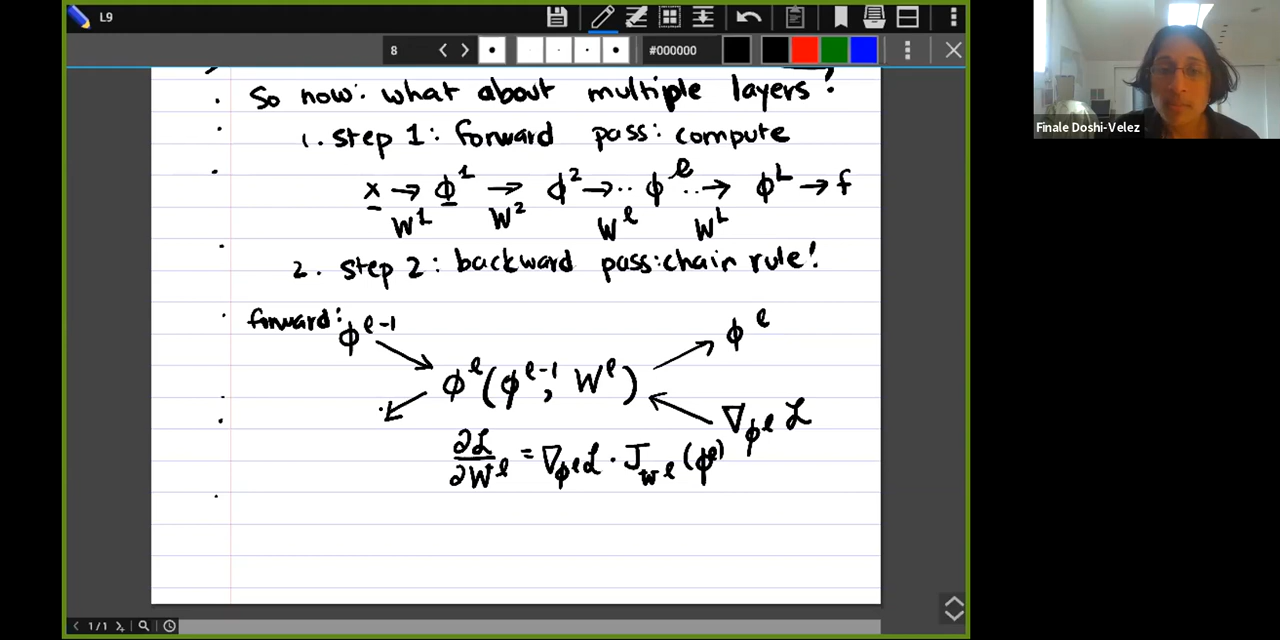 L9
8
#000000
Finale Doshi-Velez
So now: what about multiple layers!
1. step 1: forward pass: compute
x → ϕ¹ → ϕ² →·· ϕˡ ··→ ϕᴸ → f
W¹ W² Wˡ Wᴸ
2. step 2: backward pass: chain rule!
forward: ϕˡ⁻¹
ϕˡ
ϕˡ(ϕˡ⁻¹; Wˡ)
∇ϕˡ ℒ
∂ℒ/∂Wˡ = ∇ϕˡℒ · J_Wˡ(ϕˡ)
1/1